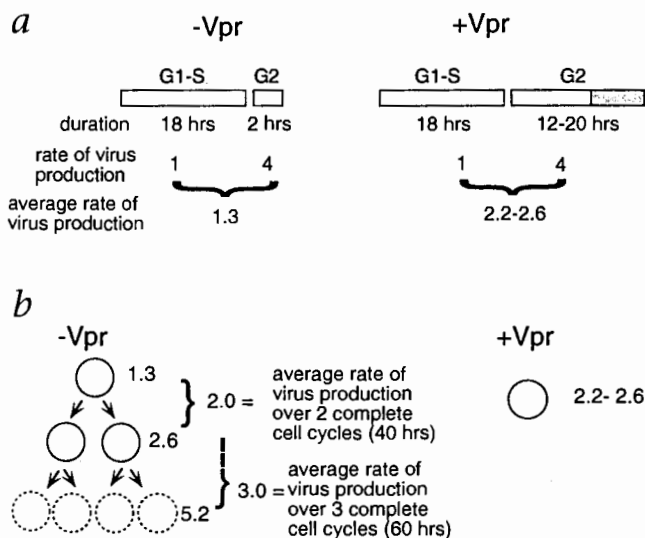 a
-Vpr
+Vpr
G1-S G2
G1-S G2
duration 18 hrs 2 hrs
18 hrs 12-20 hrs
rate of virus
production
1 4
1 4
average rate of
virus production
1.3
2.2-2.6
b
-Vpr
+Vpr
1.3
2.6
5.2
2.0 =
average rate of
virus production
over 2 complete
cell cycles (40 hrs)
3.0 =
average rate of
virus production
over 3 complete
cell cycles (60 hrs)
2.2- 2.6